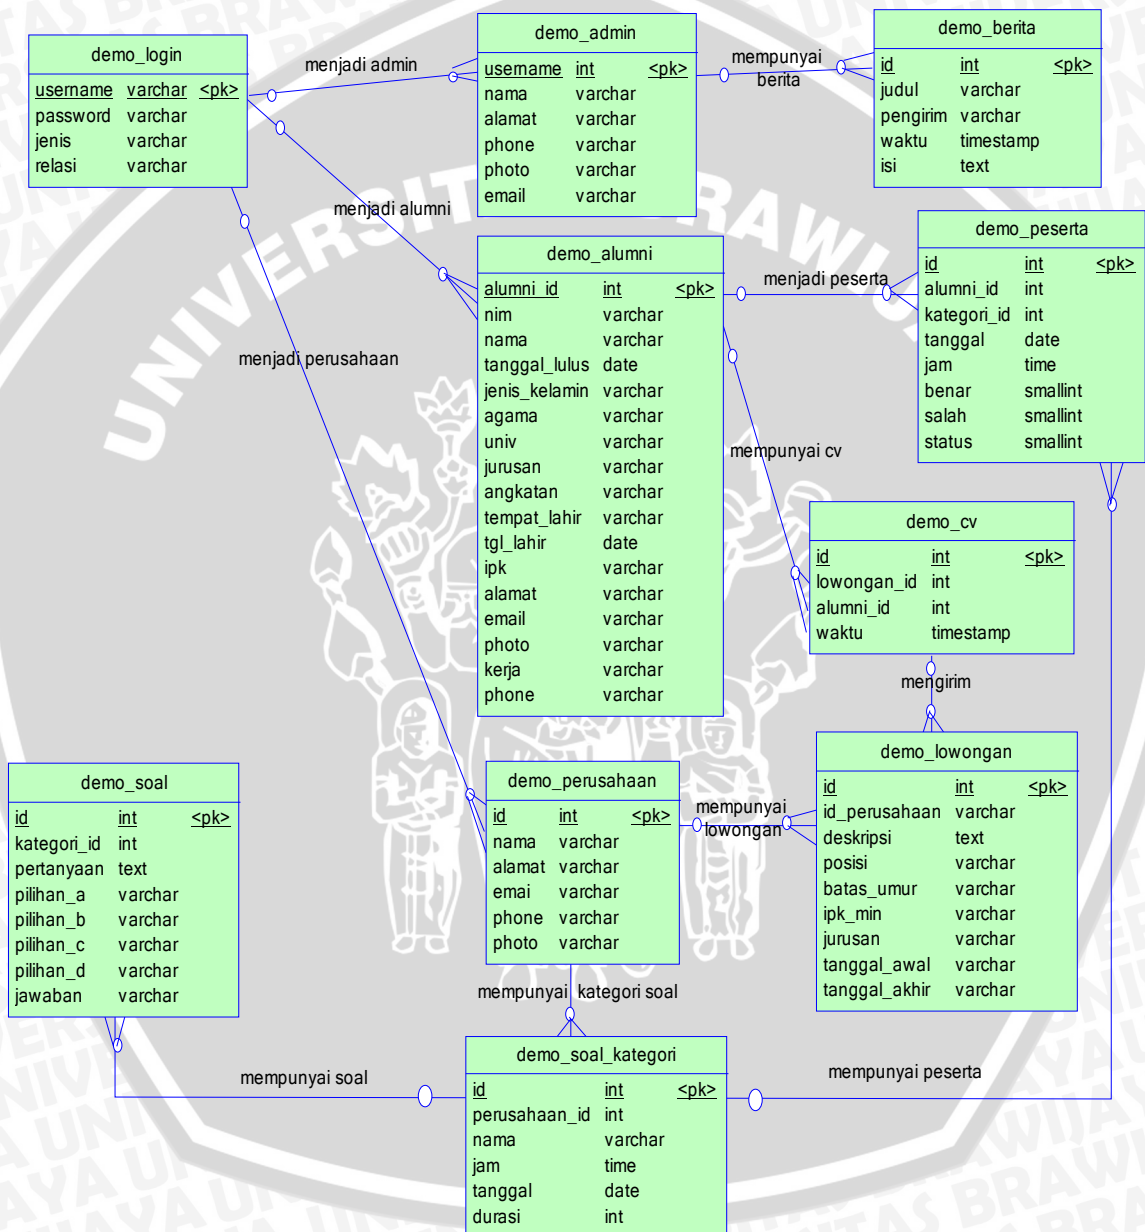 demo_login
username varchar <pk>
password varchar
jenis varchar
relasi varchar
menjadi admin
demo_admin
username int <pk>
nama varchar
alamat varchar
phone varchar
photo varchar
email varchar
mempunyai
berita
demo_berita
id int <pk>
judul varchar
pengirim varchar
waktu timestamp
isi text
menjadi alumni
demo_alumni
alumni_id int <pk>
nim varchar
nama varchar
tanggal_lulus date
jenis_kelamin varchar
agama varchar
univ varchar
jurusan varchar
angkatan varchar
tempat_lahir varchar
tgl_lahir date
ipk varchar
alamat varchar
email varchar
photo varchar
kerja varchar
phone varchar
menjadi peserta
demo_peserta
id int <pk>
alumni_id int
kategori_id int
tanggal date
jam time
benar smallint
salah smallint
status smallint
menjadi perusahaan
mempunyai cv
demo_cv
id int <pk>
lowongan_id int
alumni_id int
waktu timestamp
mengirim
demo_soal
id int <pk>
kategori_id int
pertanyaan text
pilihan_a varchar
pilihan_b varchar
pilihan_c varchar
pilihan_d varchar
jawaban varchar
demo_perusahaan
id int <pk>
nama varchar
alamat varchar
emai varchar
phone varchar
photo varchar
mempunyai
lowongan
demo_lowongan
id int <pk>
id_perusahaan varchar
deskripsi text
posisi varchar
batas_umur varchar
ipk_min varchar
jurusan varchar
tanggal_awal varchar
tanggal_akhir varchar
mempunyai kategori soal
mempunyai soal
demo_soal_kategori
id int <pk>
perusahaan_id int
nama varchar
jam time
tanggal date
durasi int
mempunyai peserta